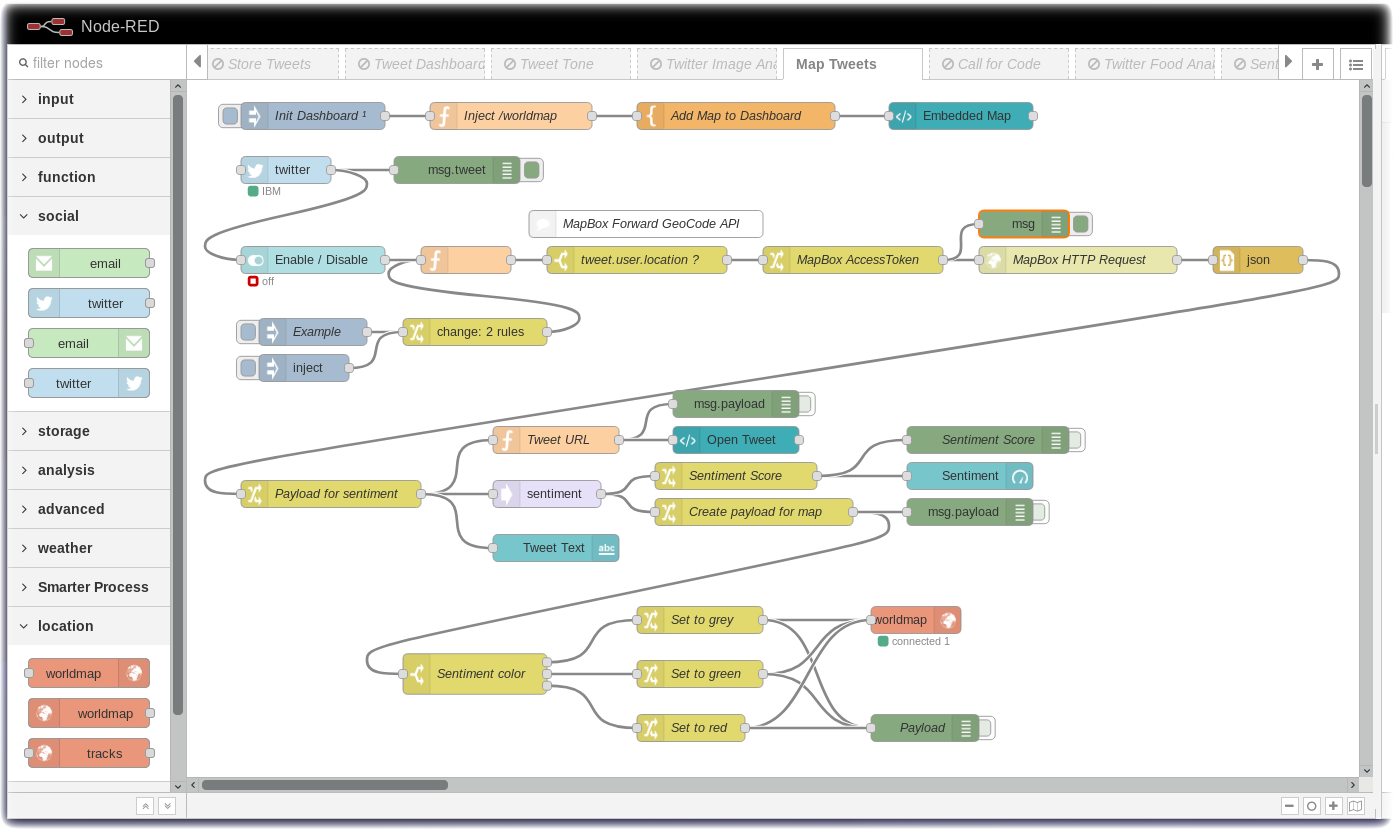 Node-RED
filter nodes
Store Tweets
Tweet Dashboard
Tweet Tone
Twitter Image Ana
Map Tweets
Call for Code
Twitter Food Anal
Sent
input
output
function
social
email
twitter
email
twitter
storage
analysis
advanced
weather
Smarter Process
location
worldmap
worldmap
tracks
Init Dashboard ¹
Inject /worldmap
Add Map to Dashboard
Embedded Map
twitter
msg.tweet
IBM
MapBox Forward GeoCode API
msg
Enable / Disable
tweet.user.location ?
MapBox AccessToken
MapBox HTTP Request
json
off
Example
change: 2 rules
inject
msg.payload
Tweet URL
Open Tweet
Sentiment Score
Sentiment Score
Sentiment
Payload for sentiment
sentiment
Create payload for map
msg.payload
Tweet Text
abc
Set to grey
worldmap
connected 1
Sentiment color
Set to green
Set to red
Payload